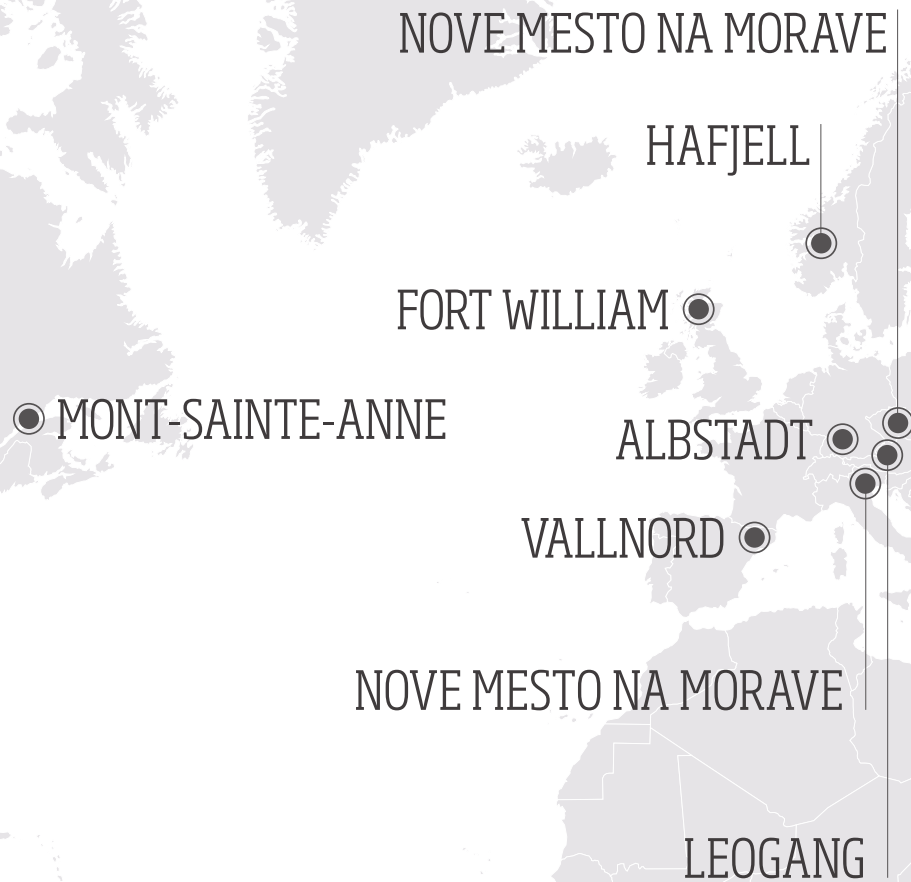 NOVE MESTO NA MORAVE
HAFJELL
FORT WILLIAM
MONT-SAINTE-ANNE
ALBSTADT
VALLNORD
NOVE MESTO NA MORAVE
LEOGANG